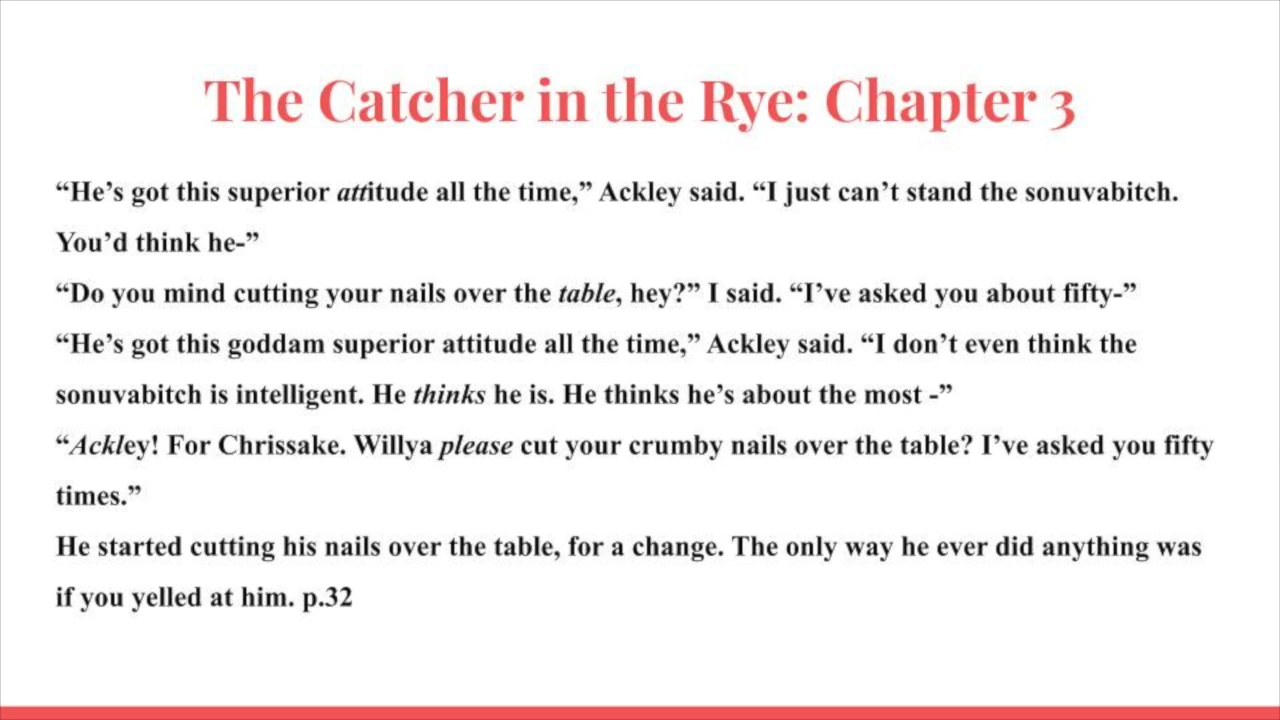 The Catcher in the Rye: Chapter 3
“He’s got this superior attitude all the time,” Ackley said. “I just can’t stand the sonuvabitch.
You’d think he-”
“Do you mind cutting your nails over the table, hey?” I said. “I’ve asked you about fifty-”
“He’s got this goddam superior attitude all the time,” Ackley said. “I don’t even think the
sonuvabitch is intelligent. He thinks he is. He thinks he’s about the most -”
“Ackley! For Chrissake. Willya please cut your crumby nails over the table? I’ve asked you fifty
times.”
He started cutting his nails over the table, for a change. The only way he ever did anything was
if you yelled at him. p.32